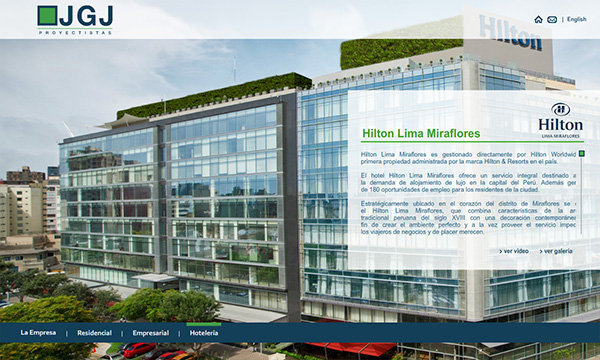 JGJ
PROYECTISTAS
| English
Hilton
Hilton
LIMA MIRAFLORES
Hilton Lima Miraflores
Hilton Lima Miraflores es gestionado directamente por Hilton Worldwid
primera propiedad administrada por la marca Hilton & Resorts en el país.
El hotel Hilton Lima Miraflores ofrece un servicio integral destinado a
la demanda de alojamiento de lujo en la capital del Perú. Además ger
de 180 oportunidades de empleo para los residentes de la ciudad.
Estratégicamente ubicado en el corazón del distrito de Miraflores se
el Hilton Lima Miraflores, que combina características de la ar
tradicional peruana del siglo XVIII con una decoración contemporáne
fin de crear el ambiente perfecto y a la vez proveer el servicio impec
los viajeros de negocios y de placer merecen.
› ver video › ver galería
La Empresa | Residencial | Empresarial | Hotelería